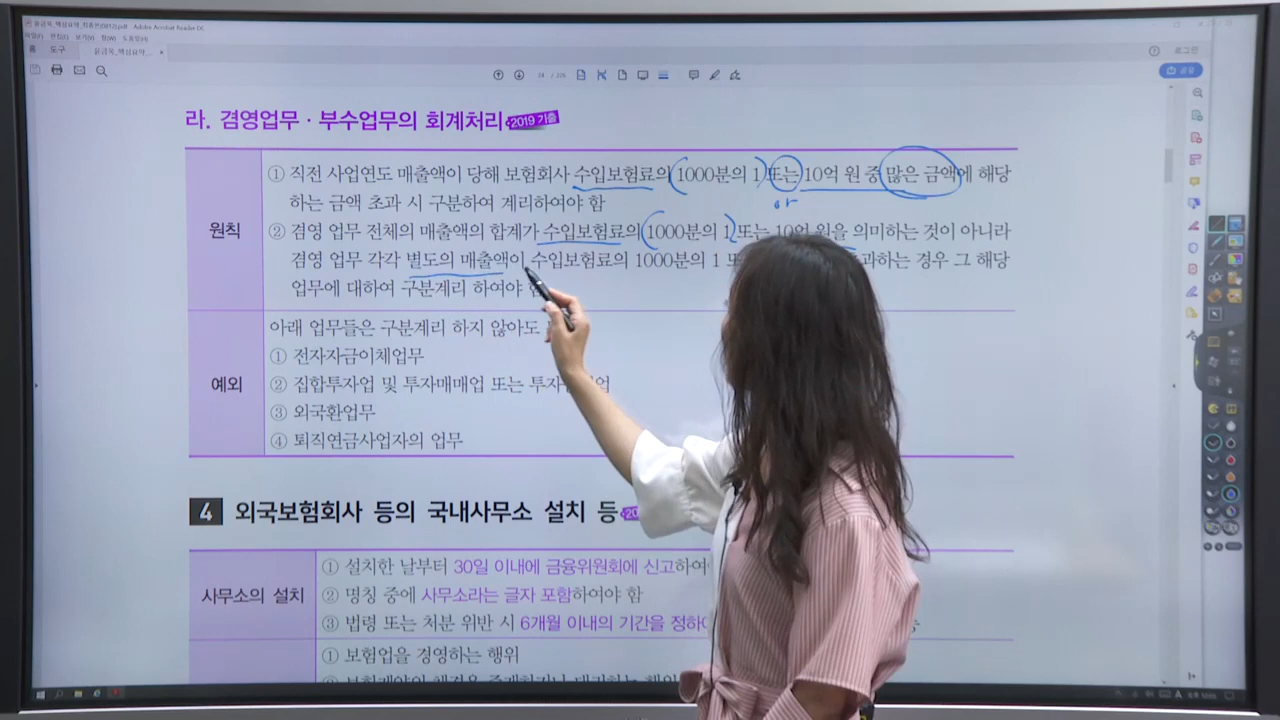 Adobe Acrobat Reader DC
홈 도구
로그인
공유
라. 겸영업무 · 부수업무의 회계처리 2019 기출
원칙
① 직전 사업연도 매출액이 당해 보험회사 수입보험료의 1000분의 1 또는 10억 원 중 많은 금액에 해당
하는 금액 초과 시 구분하여 계리하여야 함
or
② 겸영 업무 전체의 매출액의 합계가 수입보험료의 1000분의 1 또는 10억 원을 의미하는 것이 아니라
겸영 업무 각각 별도의 매출액이 수입보험료의 1000분의 1 하는 경우 그 해당
업무에 대하여 구분계리 하여야
예외
아래 업무들은 구분계리 하지 않아도
① 전자자금이체업무
② 집합투자업 및 투자매매업 또는
③ 외국환업무
④ 퇴직연금사업자의 업무
4 외국보험회사 등의 국내사무소 설치 등
사무소의 설치
① 설치한 날부터 30일 이내에 금융위원회에 신고하여
② 명칭 중에 사무소라는 글자 포함하여야 함
③ 법령 또는 처분 위반 시 6개월 이내의 기간을
① 보험업을 경영하는 행위